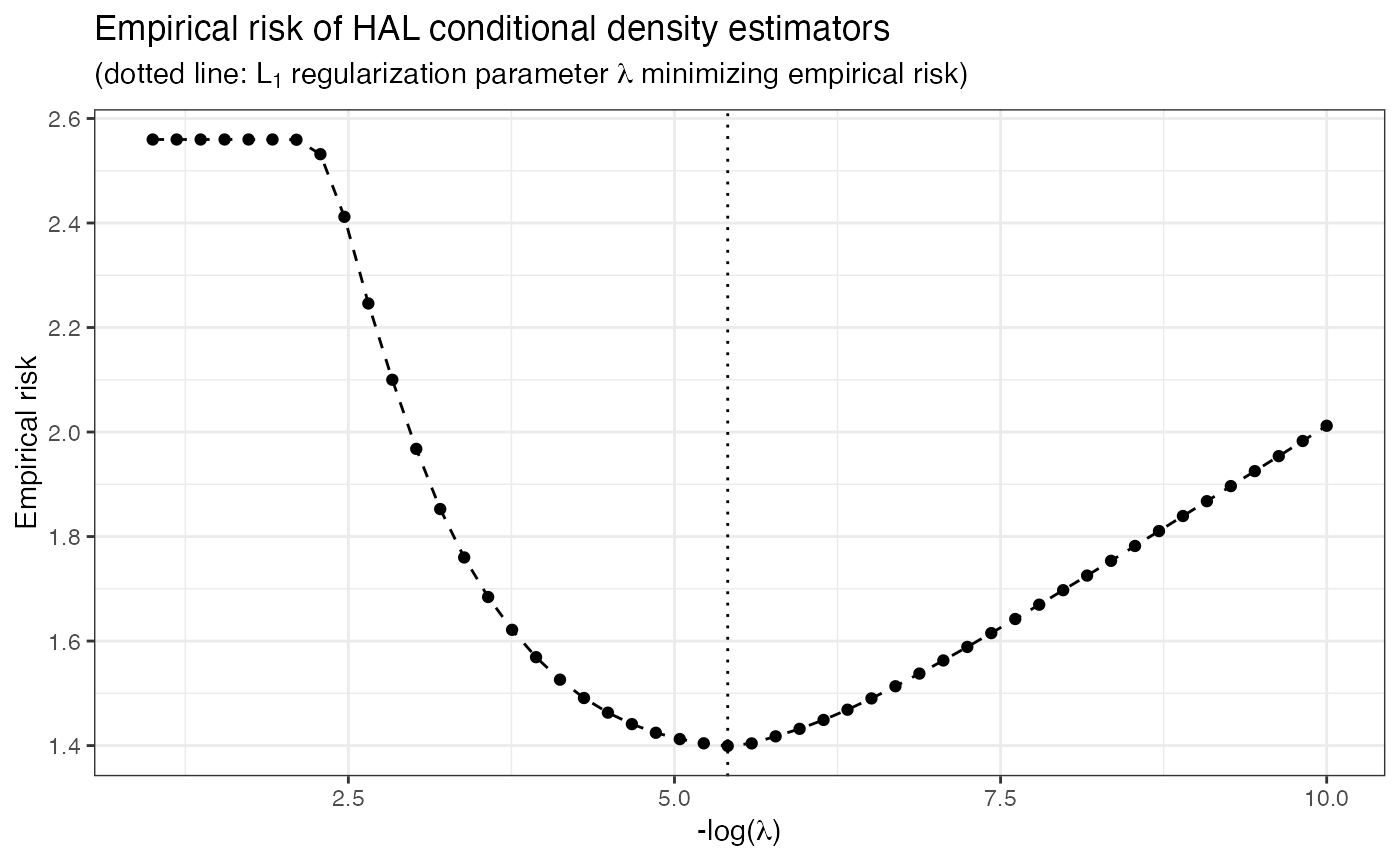 Empirical risk of HAL conditional density estimators
(dotted line: L₁ regularization parameter λ minimizing empirical risk)
Empirical risk
2.6
2.4
2.2
2.0
1.8
1.6
1.4
2.5 5.0 7.5 10.0
-log(λ)